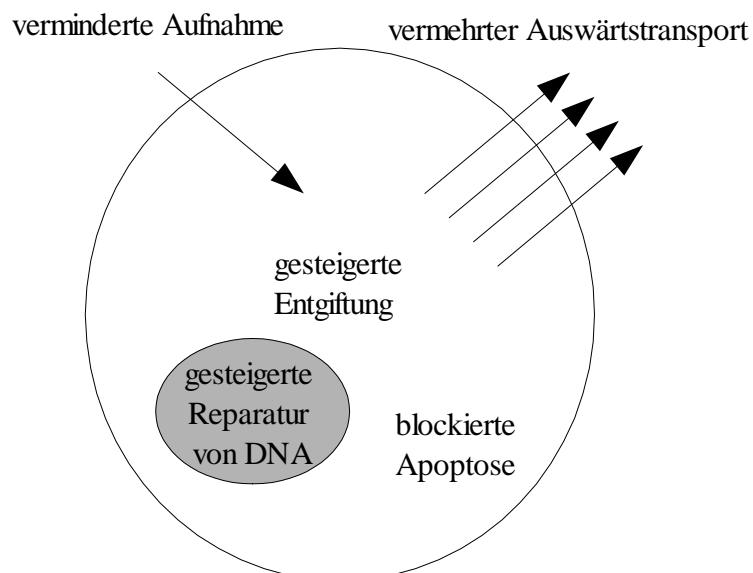 verminderte Aufnahme
vermehrter Auswärtstransport
gesteigerte
Entgiftung
gesteigerte
Reparatur
von DNA
blockierte
Apoptose